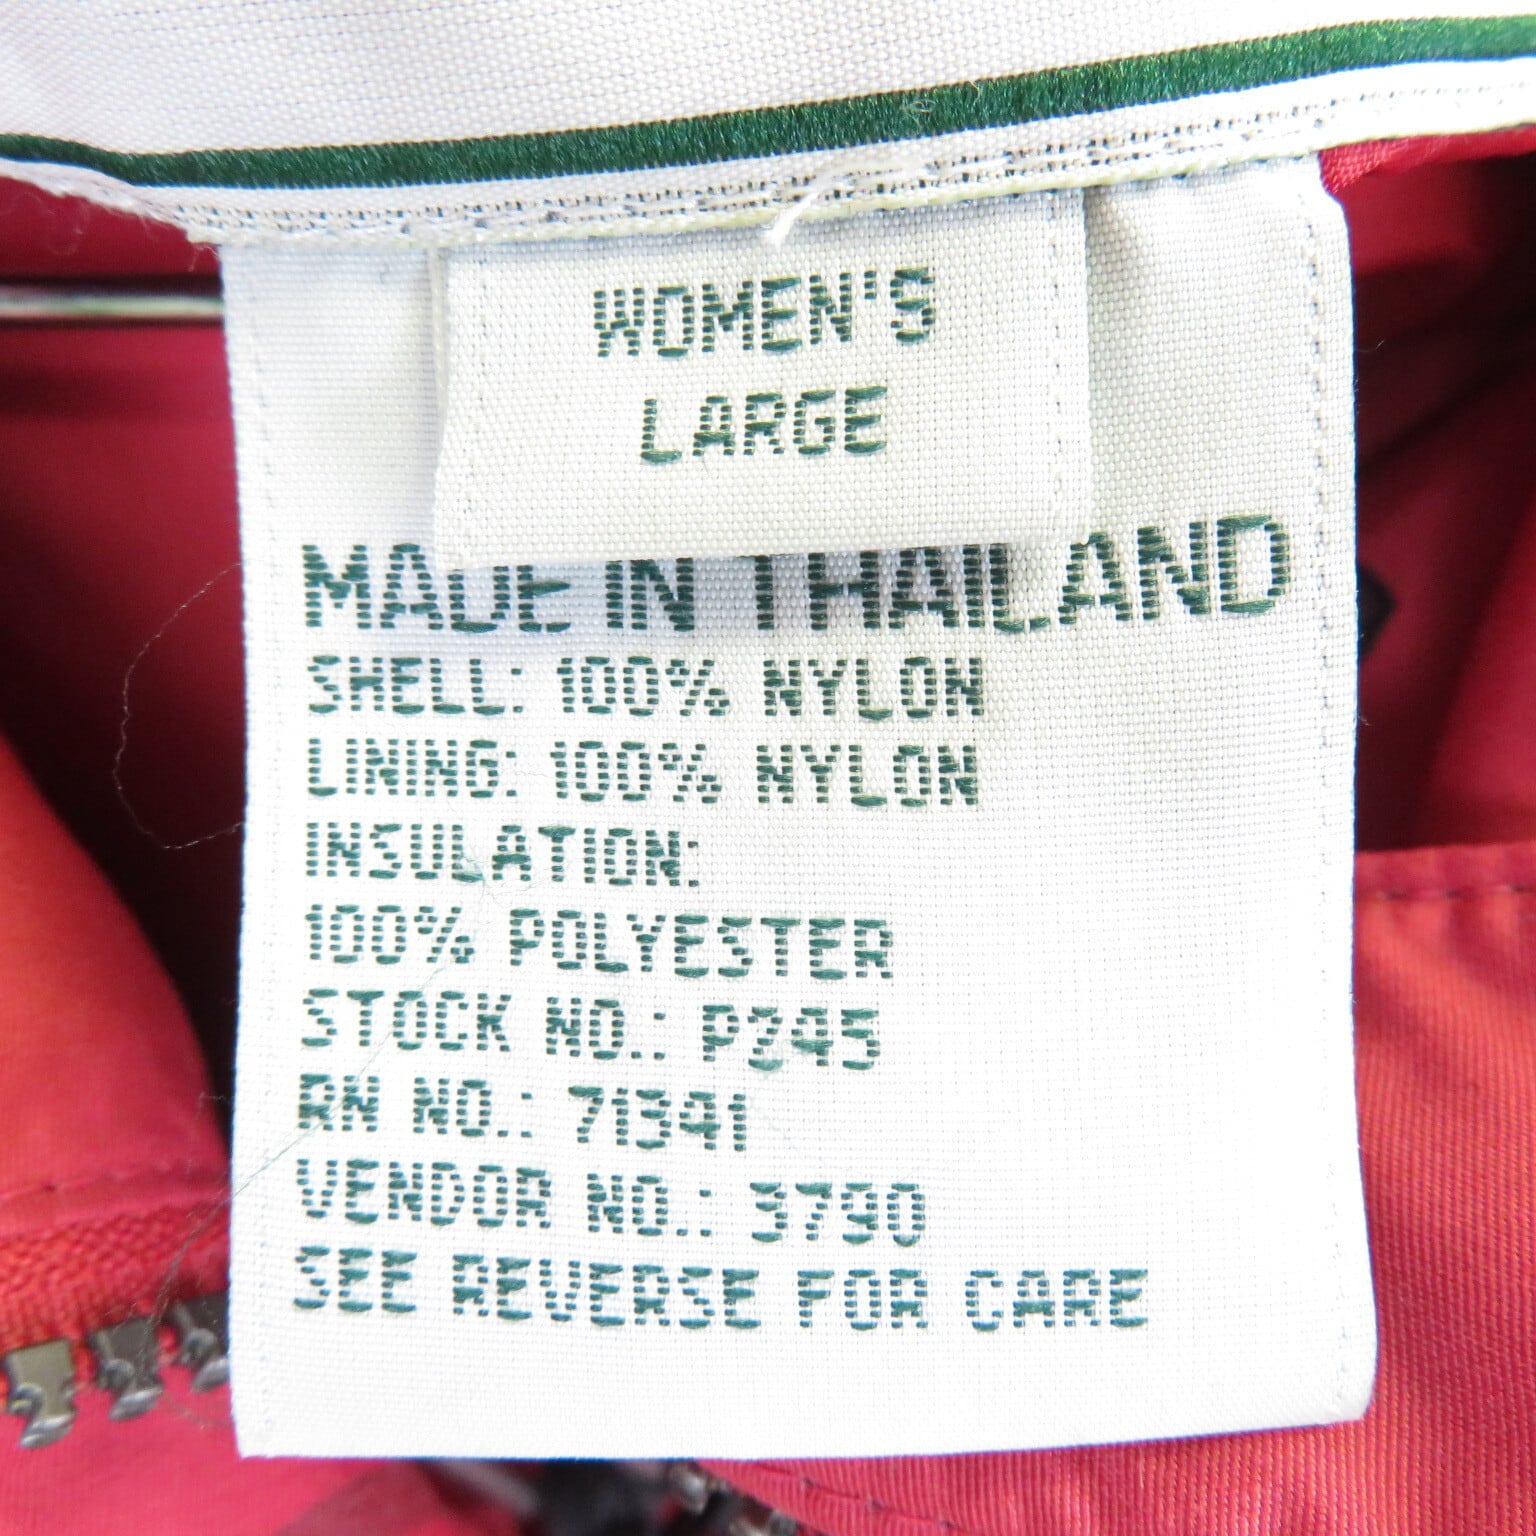 WOMEN'S
LARGE
MADE IN THAILAND
SHELL: 100% NYLON
LINING: 100% NYLON
INSULATION:
100% POLYESTER
STOCK NO.: P245
RN NO.: 71341
VENDOR NO.: 3790
SEE REVERSE FOR CARE